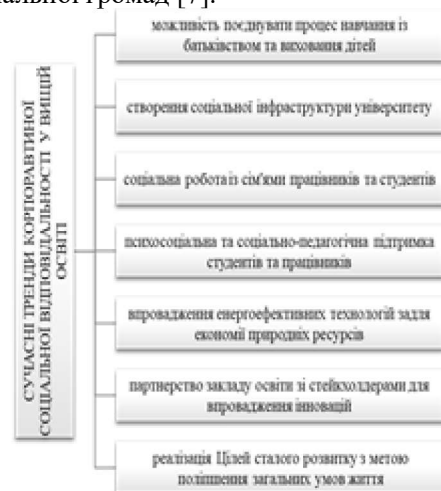 альної громад [7].
СУЧАСНІ ТРЕНДИ КОРПОРАВТИНОЇ
СОЦІАЛЬНОЇ ВІДПОВІДАЛЬНОСТІ У ВИЩІЙ
ОСВІТІ
можливість поєднувати процес навчання із
батьківством та виховання дітей
створення соціальної інфраструктури університету
соціальна робота із сім'ями працівників та студентів
психосоціальна та соціально-педагогічна підтримка
студентів та працівників
впровадження енергоефективних технологій задля
економії природніх ресурсів
партнерство закладу освіти зі стейкхолдерами для
впровадження інновацій
реалізація Цілей сталого розвитку з метою
поліпшення загальних умов життя